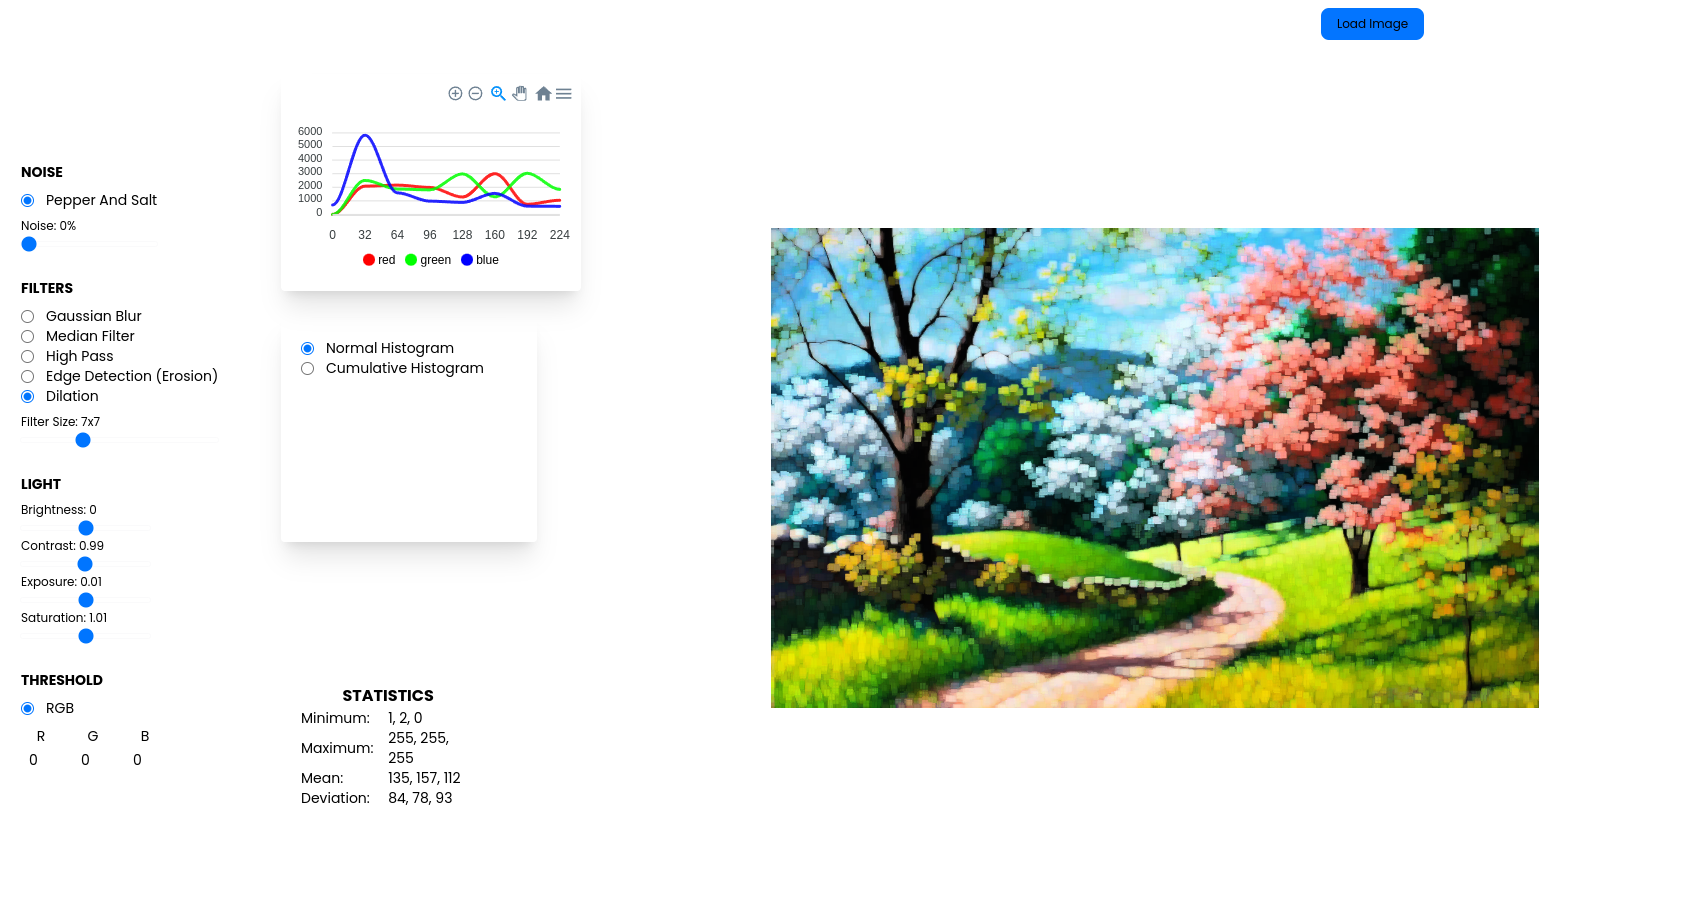 Load Image
NOISE
Pepper And Salt
Noise: 0%
FILTERS
Gaussian Blur
Median Filter
High Pass
Edge Detection (Erosion)
Dilation
Filter Size: 7x7
LIGHT
Brightness: 0
Contrast: 0.99
Exposure: 0.01
Saturation: 1.01
THRESHOLD
RGB
R G B
0 0 0
6000
5000
4000
3000
2000
1000
0
0 32 64 96 128 160 192 224
red green blue
Normal Histogram
Cumulative Histogram
STATISTICS
Minimum: 1, 2, 0
Maximum: 255, 255,
255
Mean: 135, 157, 112
Deviation: 84, 78, 93